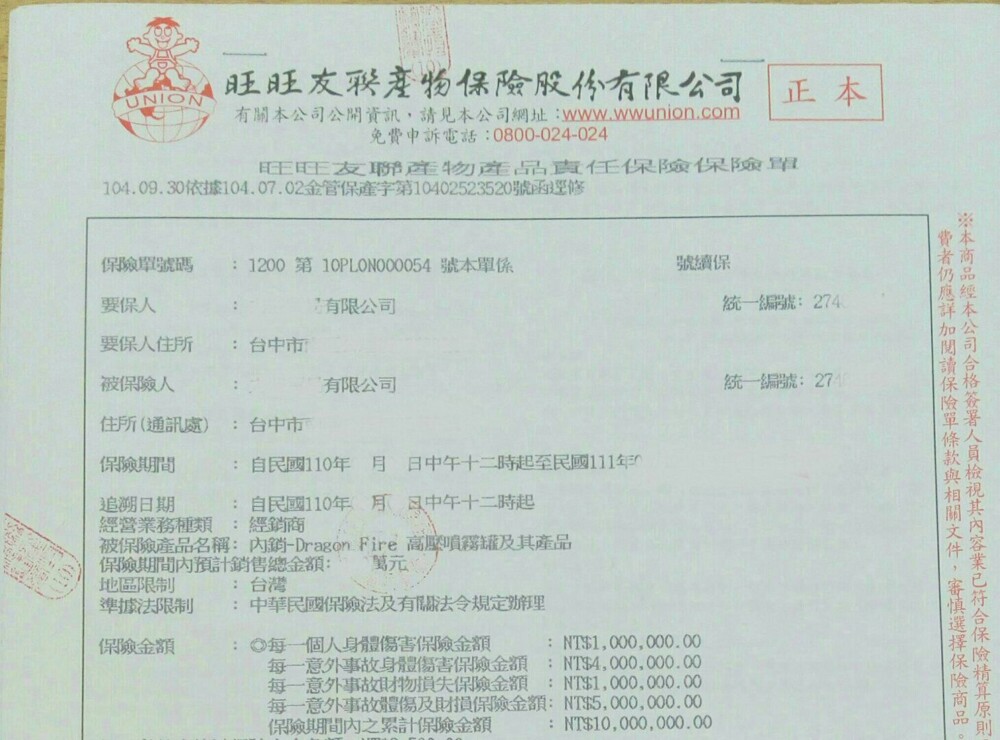 UNION
旺旺友聯產物保險股份有限公司
正本
有關本公司公開資訊，請見本公司網址：www.wwunion.com
免費申訴電話：0800-024-024
旺旺友聯產物產品責任保險保險單
104.09.30依據104.07.02金管保產字第10402523520號函逕修
保險單號碼 ： 1200 第 10PLON000054 號本單係 號續保
要保人 ： 有限公司 統一編號： 274
要保人住所 ： 台中市
被保險人 ： 有限公司 統一編號： 274
住所(通訊處) ： 台中市
保險期間 ： 自民國110年 月 日中午十二時起至民國111年
追溯日期 ： 自民國110年 月 日中午十二時起
經營業務種類 ： 經銷商
被保險產品名稱： 內銷-Dragon Fire 高壓噴霧罐及其產品
保險期間內預計銷售總金額： 萬元
地區限制 ： 台灣
準據法限制 ： 中華民國保險法及有關法令規定辦理
保險金額 ： ◎每一個人身體傷害保險金額 ： NT$1,000,000.00
每一意外事故身體傷害保險金額 ： NT$4,000,000.00
每一意外事故財物損失保險金額 ： NT$1,000,000.00
每一意外事故體傷及財損保險金額： NT$5,000,000.00
保險期間內之累計保險金額 ： NT$10,000,000.00
※本商品經本公司合格簽署人員檢視其內容業已符合保險精算原則
費者仍應詳加閱讀保險單條款與相關文件，審慎選擇保險商品。